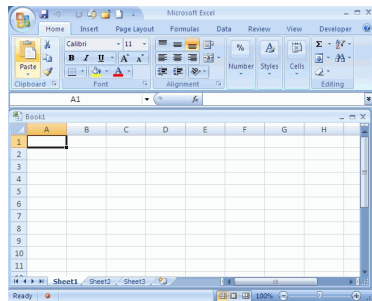 Microsoft Excel
Home Insert Page Layout Formulas Data Review View Developer
Paste
Calibri 11
B I U A A
A
%
Number
Styles
Cells
Σ
Clipboard Font Alignment Editing
A1 fx
Book1
A B C D E F G H
1
2
3
4
5
6
7
8
9
10
11
Sheet1 Sheet2 Sheet3
Ready 100%